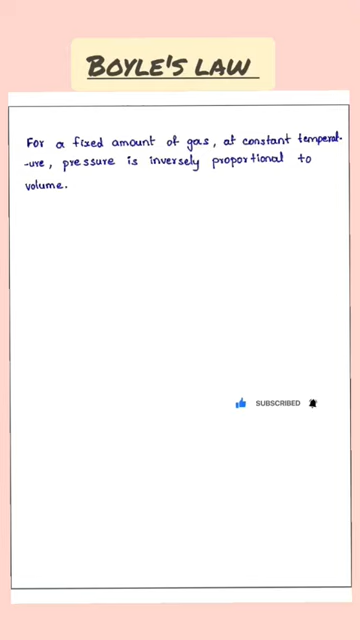 BOYLE'S LAW
For a fixed amount of gas, at constant temperat-
-ure, pressure is inversely proportional to
volume.
SUBSCRIBED